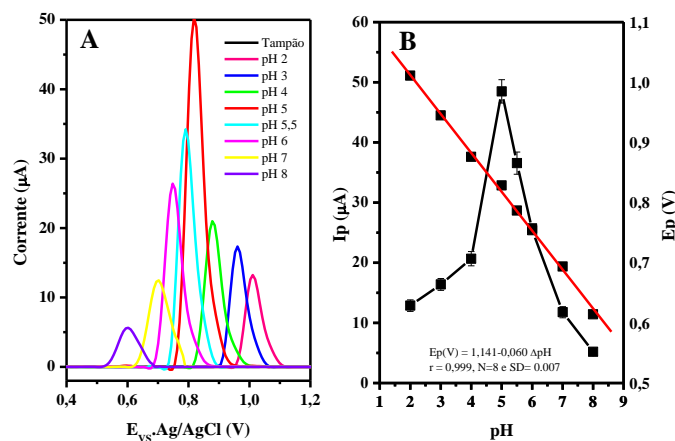 A
Tampão
pH 2
pH 3
pH 4
pH 5
pH 5,5
pH 6
pH 7
pH 8
50
40
30
20
10
0
Corrente (μA)
0,4
0,6
0,8
1,0
1,2
E_VS.Ag/AgCl (V)
B
60
50
40
30
20
10
0
Ip (μA)
1,1
1,0
0,9
0,8
0,7
0,6
0,5
Ep (V)
Ep(V) = 1,141-0,060 ΔpH
r = 0,999, N=8 e SD= 0.007
1
2
3
4
5
6
7
8
9
pH